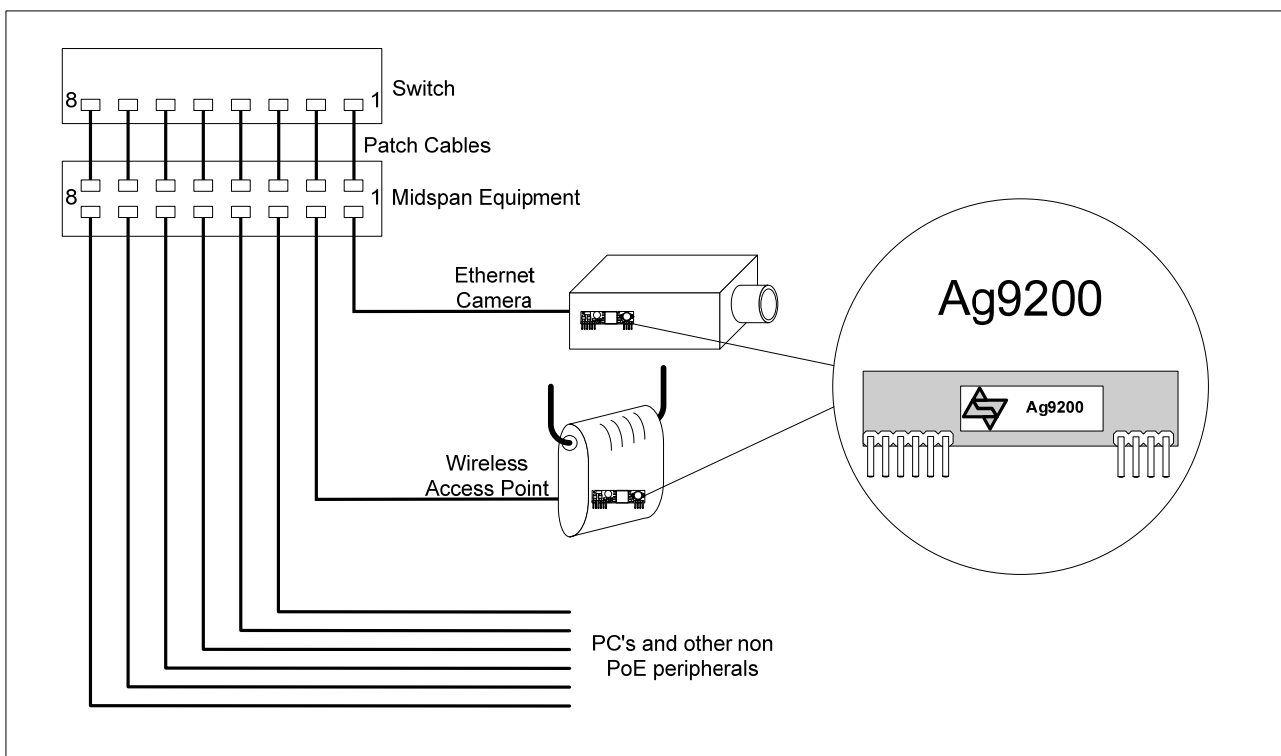 8
1
Switch
Patch Cables
8
1
Midspan Equipment
Ethernet
Camera
Ag9200
Ag9200
Wireless
Access Point
PC's and other non
PoE peripherals